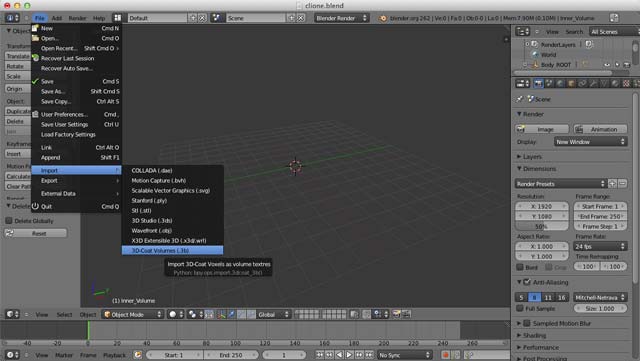 clione.blend
File Add Render Help Default Scene Blender Render blender.org 262 | Ve:0 | Fa:0 | Ob:0-0 | La:0 | Mem:7.90M (0.10M) | Inner_Volume
New Cmd N
Open... Cmd O
Open Recent... Shift Cmd O
Recover Last Session
Recover Auto Save...
Save Cmd S
Save As... Shift Cmd S
Save Copy... Ctrl Alt S
User Preferences... Cmd ,
Save User Settings Ctrl U
Load Factory Settings
Link Ctrl Alt O
Append Shift F1
Import
Export
External Data
Quit Cmd Q
COLLADA (.dae)
Motion Capture (.bvh)
Scalable Vector Graphics (.svg)
Stanford (.ply)
Stl (.stl)
3D Studio (.3ds)
Wavefront (.obj)
X3D Extensible 3D (.x3d/.wrl)
3D-Coat Volumes (.3b)
Import 3D-Coat Voxels as volume textres
Python: bpy.ops.import.3dcoat_3b()
Translate
Rotate
Scale
Origin
Object:
Duplicate
Delete
Join
Keyframes:
Insert
Motion Paths:
Calculate
Clear Paths
Delete Globally
Reset
(1) Inner_Volume
View Select Object Object Mode Global
View Marker Frame Playback Start: 1 End: 250 1 No Sync
View Search All Scenes
RenderLayers
World
Body_ROOT
Scene
Render
Image Animation
Display: New Window
Layers
Dimensions
Render Presets
Resolution: Frame Range:
X: 1920 Start Frame: 1
Y: 1080 End Frame: 250
50% Frame Step: 1
Aspect Ratio: Frame Rate:
X: 1.000 24 fps
Y: 1.000 Time Remapping:
Anti-Aliasing
5 8 11 16 Mitchell-Netrava
Full Sample Size: 1.000
Sampled Motion Blur
Shading
Performance